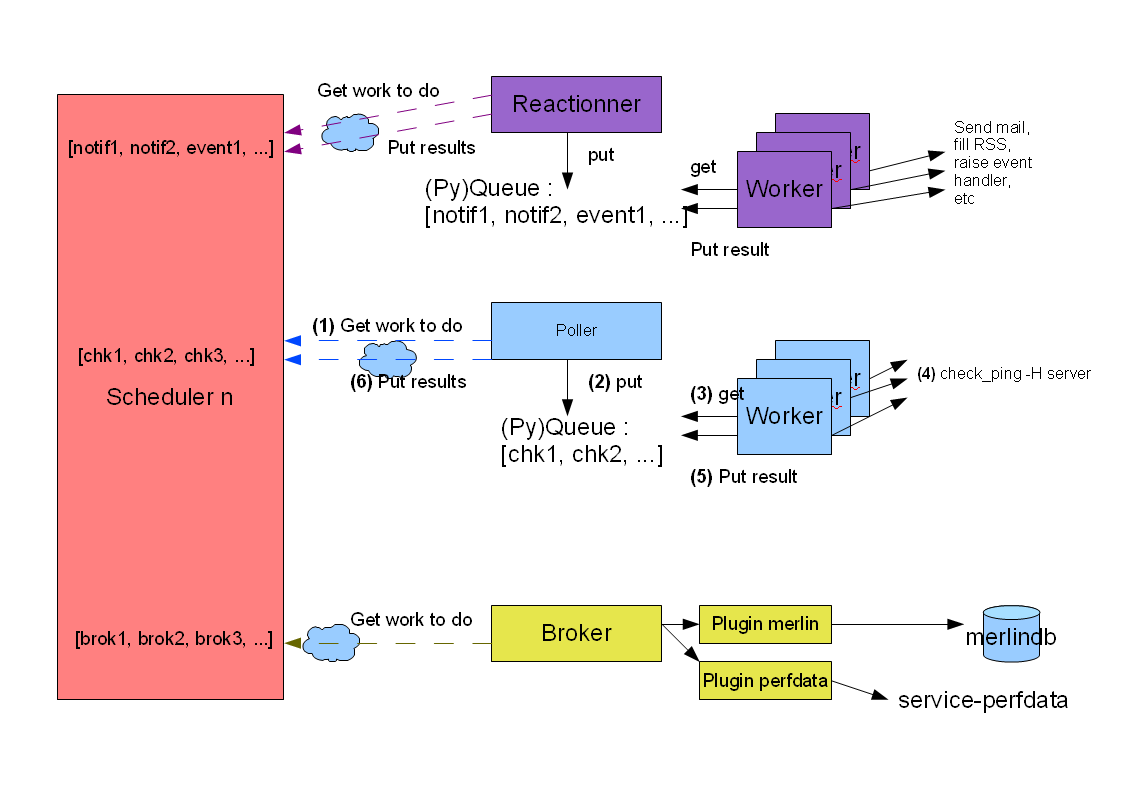 Get work to do
Reactionner
[notif1, notif2, event1, ...]
Put results
put
(Py)Queue :
[notif1, notif2, event1, ...]
get
Worker
r
r
Put result
Send mail,
fill RSS,
raise event
handler,
etc
(1) Get work to do
Poller
[chk1, chk2, chk3, ...]
Scheduler n
(6) Put results
(2) put
(Py)Queue :
[chk1, chk2, ...]
(3) get
Worker
r
r
(5) Put result
(4) check_ping -H server
Get work to do
[brok1, brok2, brok3, ...]
Broker
Plugin merlin
merlindb
Plugin perfdata
service-perfdata